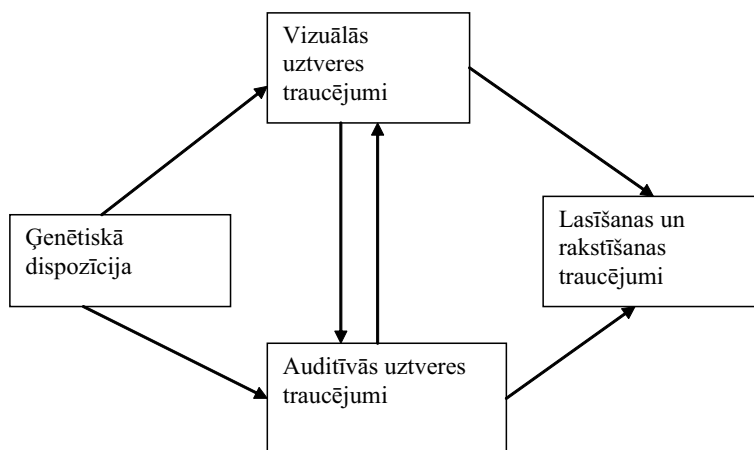 Vizuālās
uztveres
traucējumi
Ģenētiskā
dispozīcija
Lasīšanas un
rakstīšanas
traucējumi
Auditīvās uztveres
traucējumi